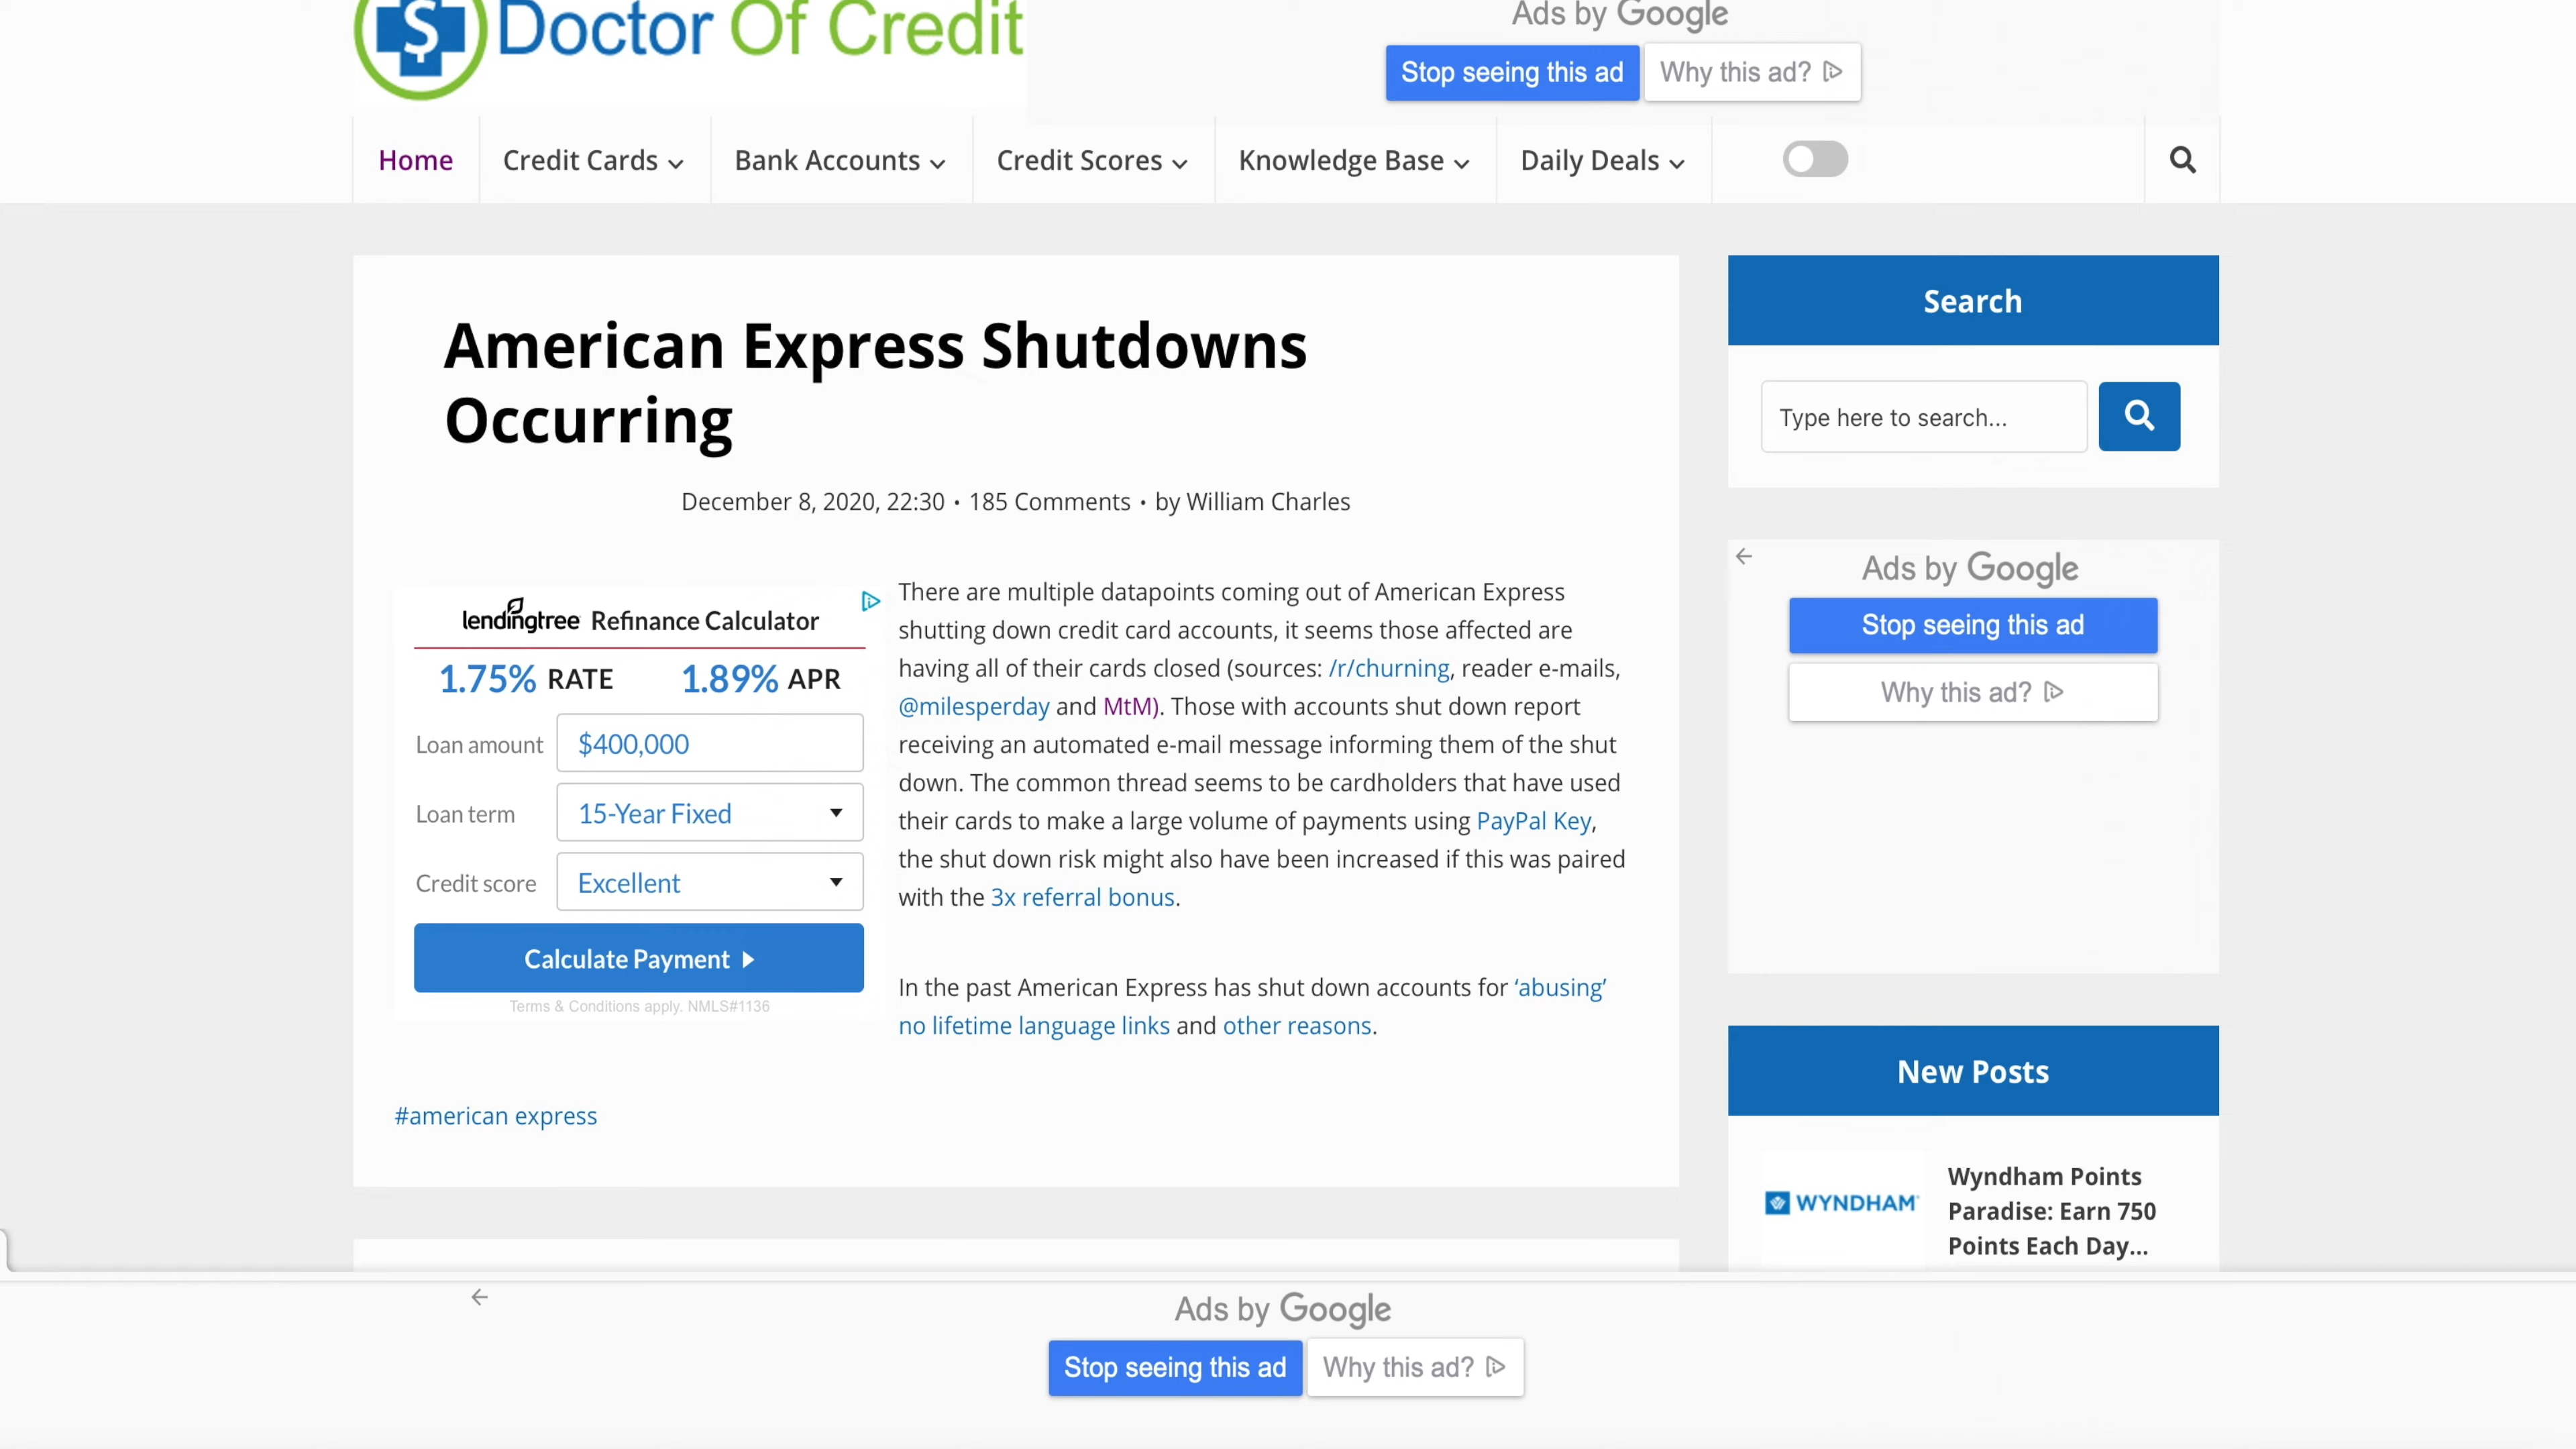 Doctor Of Credit
Ads by Google
Stop seeing this ad
Why this ad?
Home
Credit Cards
Bank Accounts
Credit Scores
Knowledge Base
Daily Deals
American Express Shutdowns
Occurring
December 8, 2020, 22:30 • 185 Comments • by William Charles
lendingtree Refinance Calculator
1.75% RATE 1.89% APR
Loan amount $400,000
Loan term 15-Year Fixed
Credit score Excellent
Calculate Payment
Terms & Conditions apply. NMLS#1136
There are multiple datapoints coming out of American Express
shutting down credit card accounts, it seems those affected are
having all of their cards closed (sources: /r/churning, reader e-mails,
@milesperday and MtM). Those with accounts shut down report
receiving an automated e-mail message informing them of the shut
down. The common thread seems to be cardholders that have used
their cards to make a large volume of payments using PayPal Key,
the shut down risk might also have been increased if this was paired
with the 3x referral bonus.
In the past American Express has shut down accounts for ‘abusing’
no lifetime language links and other reasons.
#american express
Search
Type here to search...
Ads by Google
Stop seeing this ad
Why this ad?
New Posts
WYNDHAM
Wyndham Points
Paradise: Earn 750
Points Each Day...
Ads by Google
Stop seeing this ad
Why this ad?